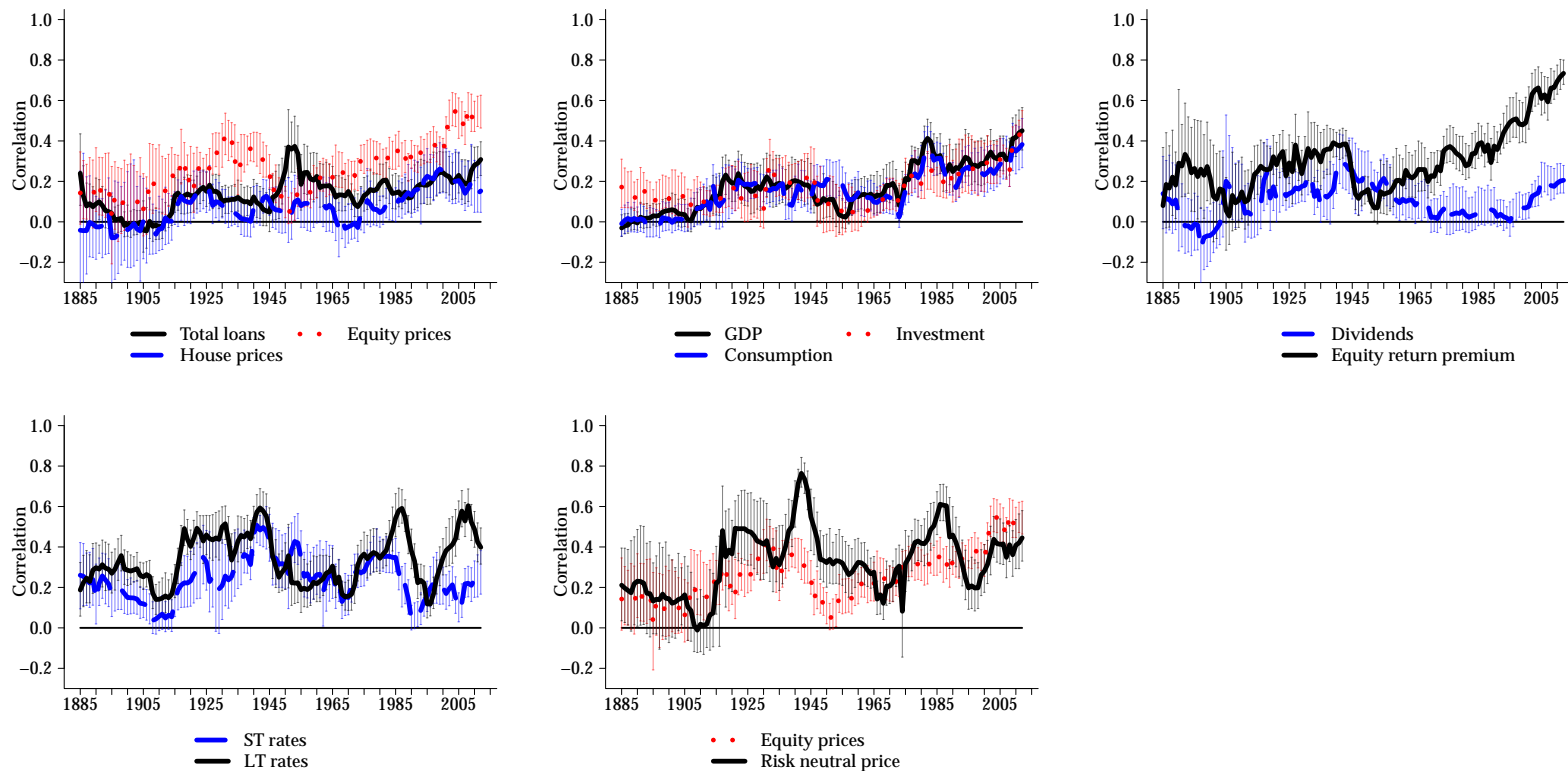 1.0
0.8
0.6
0.4
0.2
0.0
−0.2
Correlation
1885 1905 1925 1945 1965 1985 2005
Total loans Equity prices
House prices
1.0
0.8
0.6
0.4
0.2
0.0
−0.2
Correlation
1885 1905 1925 1945 1965 1985 2005
GDP Investment
Consumption
1.0
0.8
0.6
0.4
0.2
0.0
−0.2
Correlation
1885 1905 1925 1945 1965 1985 2005
Dividends
Equity return premium
1.0
0.8
0.6
0.4
0.2
0.0
−0.2
Correlation
1885 1905 1925 1945 1965 1985 2005
ST rates
LT rates
1.0
0.8
0.6
0.4
0.2
0.0
−0.2
Correlation
1885 1905 1925 1945 1965 1985 2005
Equity prices
Risk neutral price